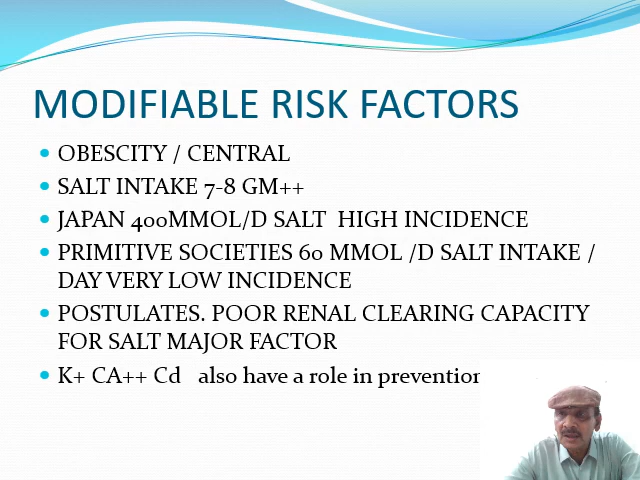 MODIFIABLE RISK FACTORS
OBESCITY / CENTRAL
SALT INTAKE 7-8 GM++
JAPAN 400MMOL/D SALT HIGH INCIDENCE
PRIMITIVE SOCIETIES 60 MMOL /D SALT INTAKE /
DAY VERY LOW INCIDENCE
POSTULATES. POOR RENAL CLEARING CAPACITY
FOR SALT MAJOR FACTOR
K+ CA++ Cd also have a role in prevention